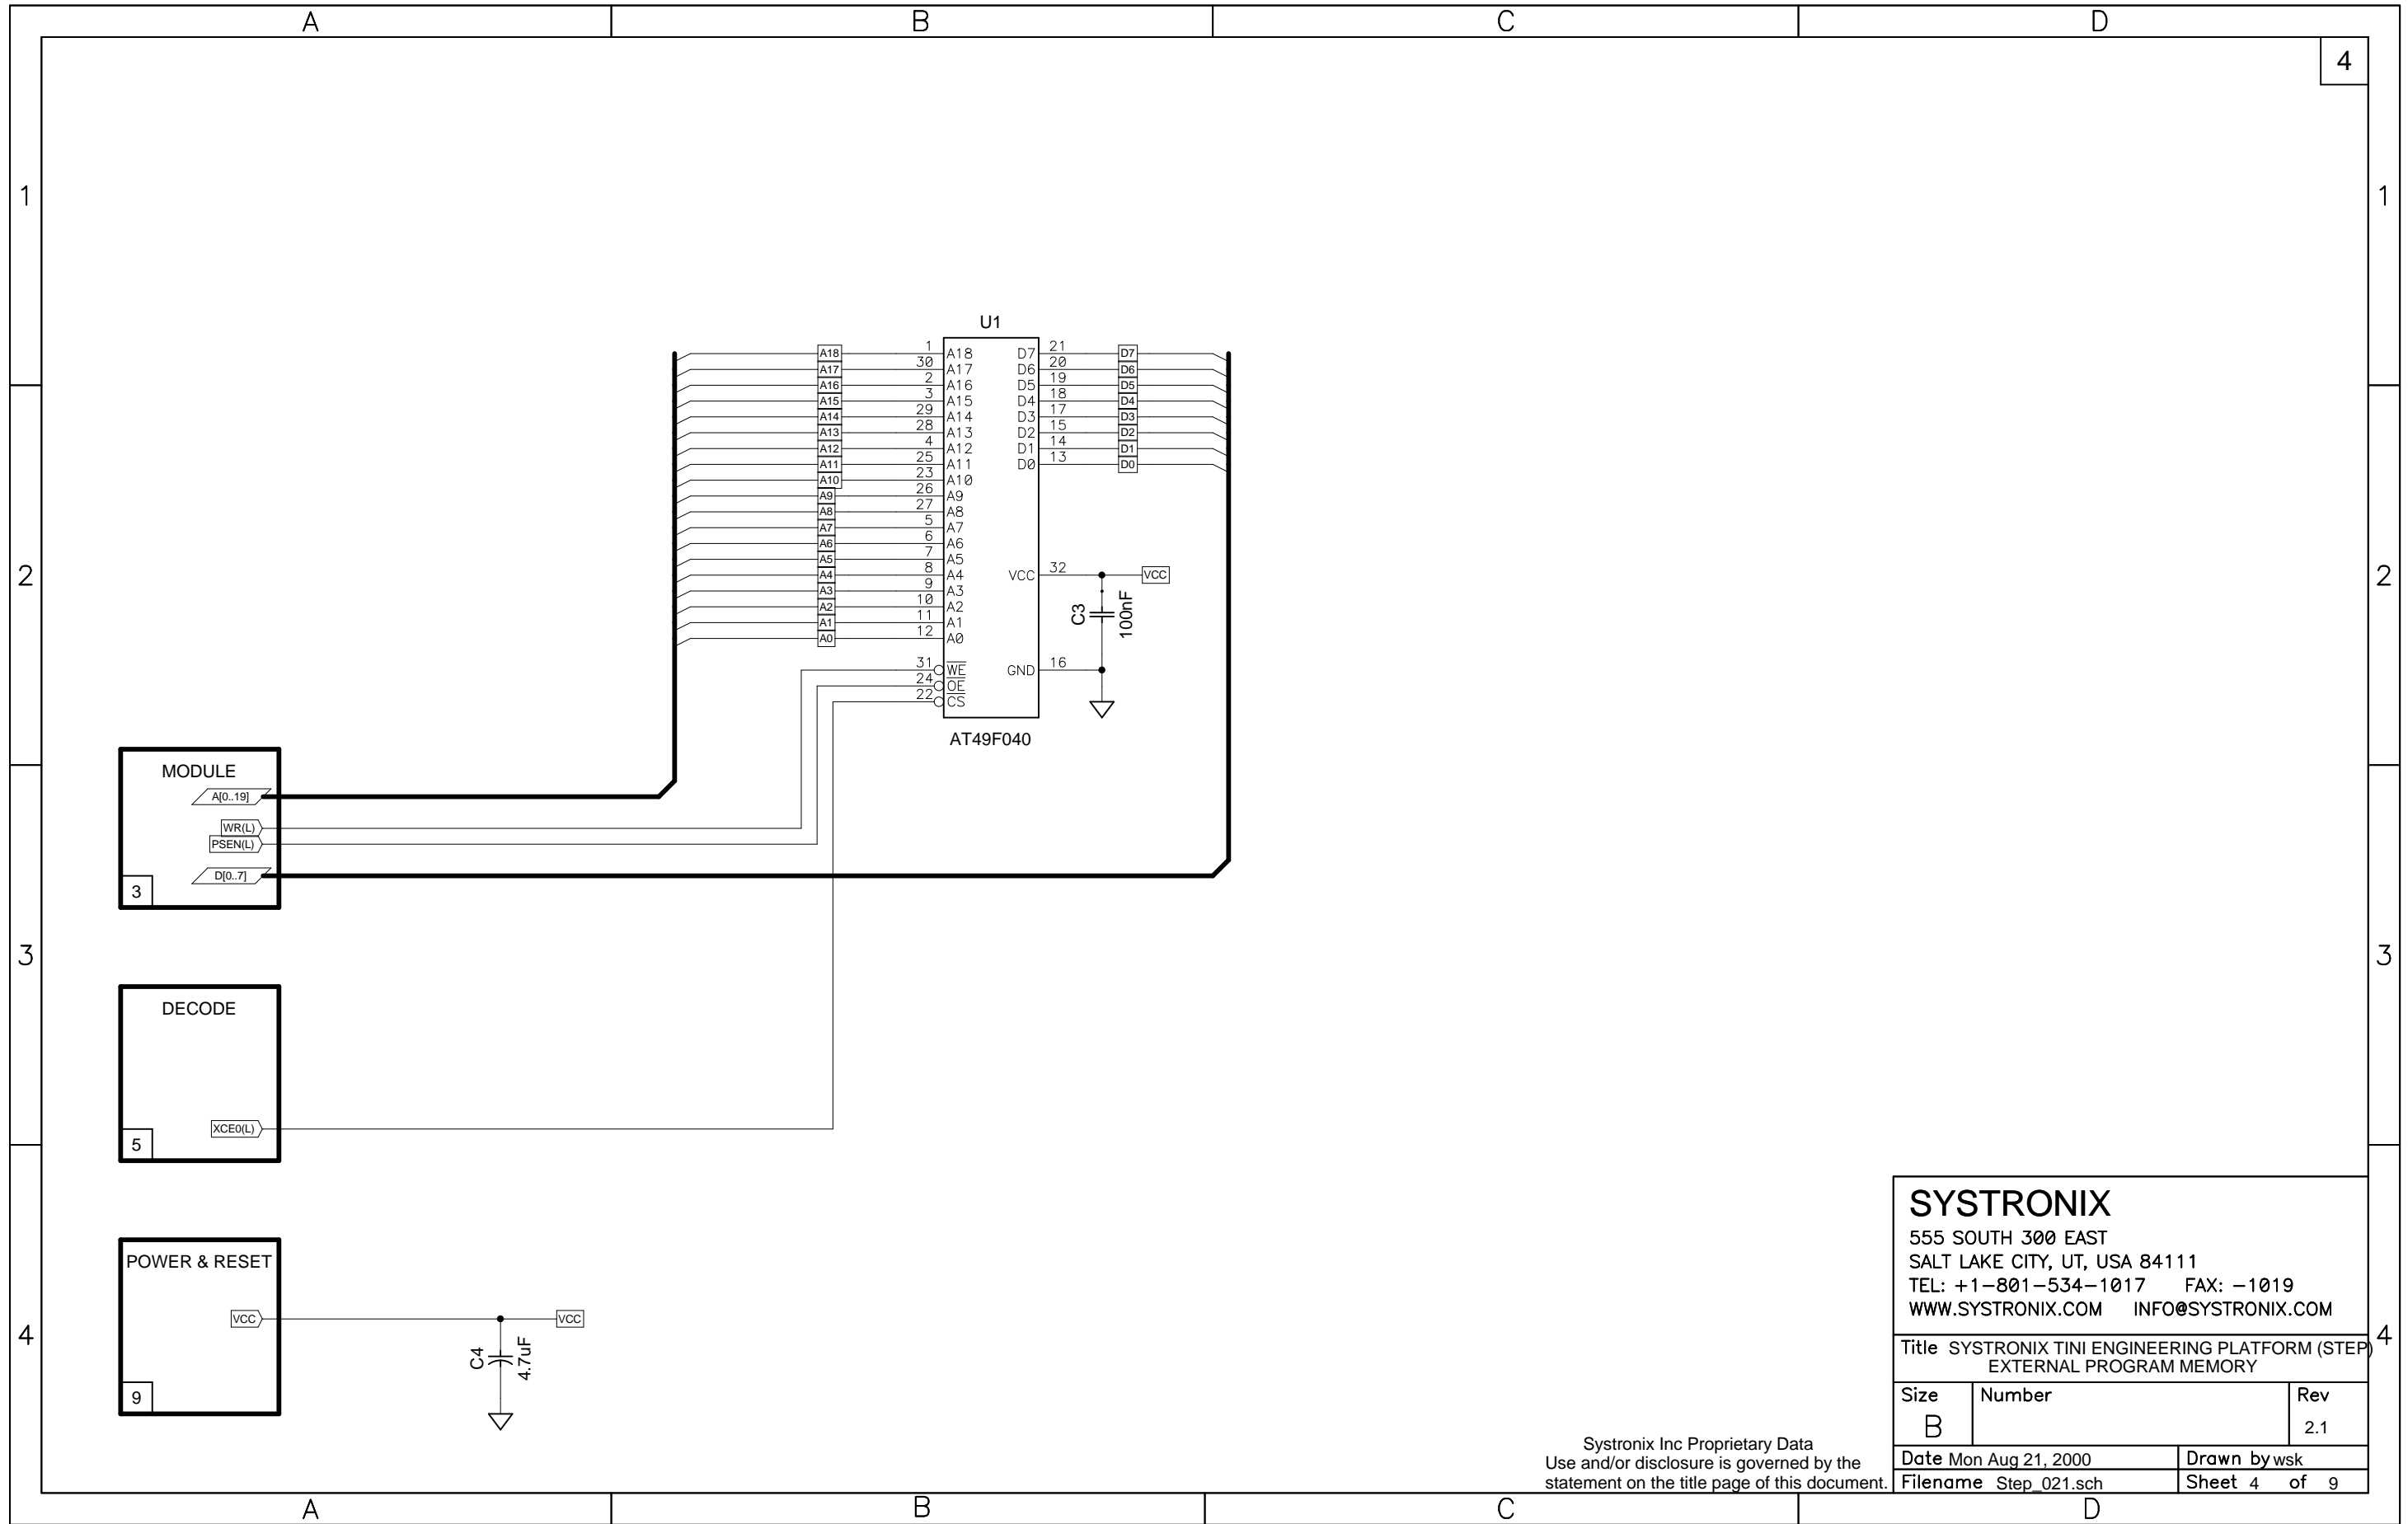 A B C D
4
1 1
U1
1 A18 D7 21
30 A17 D6 20
2 A16 D5 19
3 A15 D4 18
29 A14 D3 17
28 A13 D2 15
4 A12 D1 14
25 A11 D0 13
23 A10
26 A9
27 A8
5 A7
6 A6
7 A5
8 A4 VCC 32
9 A3
10 A2
11 A1
12 A0
31 WE GND 16
24 OE
22 CS
A18
A17
A16
A15
A14
A13
A12
A11
A10
A9
A8
A7
A6
A5
A4
A3
A2
A1
A0
D7
D6
D5
D4
D3
D2
D1
D0
VCC
C3
100nF
AT49F040
2 2
MODULE
A[0..19]
WR(L)
PSEN(L)
D[0..7]
3
3 3
DECODE
XCE0(L)
5
POWER & RESET
VCC VCC
C4
4.7uF
9
4 4
SYSTRONIX
555 SOUTH 300 EAST
SALT LAKE CITY, UT, USA 84111
TEL: +1-801-534-1017 FAX: -1019
WWW.SYSTRONIX.COM INFO@SYSTRONIX.COM
Title SYSTRONIX TINI ENGINEERING PLATFORM (STEP)
EXTERNAL PROGRAM MEMORY
Size Number Rev
B 2.1
Date Mon Aug 21, 2000 Drawn by wsk
Filename Step_021.sch Sheet 4 of 9
Systronix Inc Proprietary Data
Use and/or disclosure is governed by the
statement on the title page of this document.
A B C D